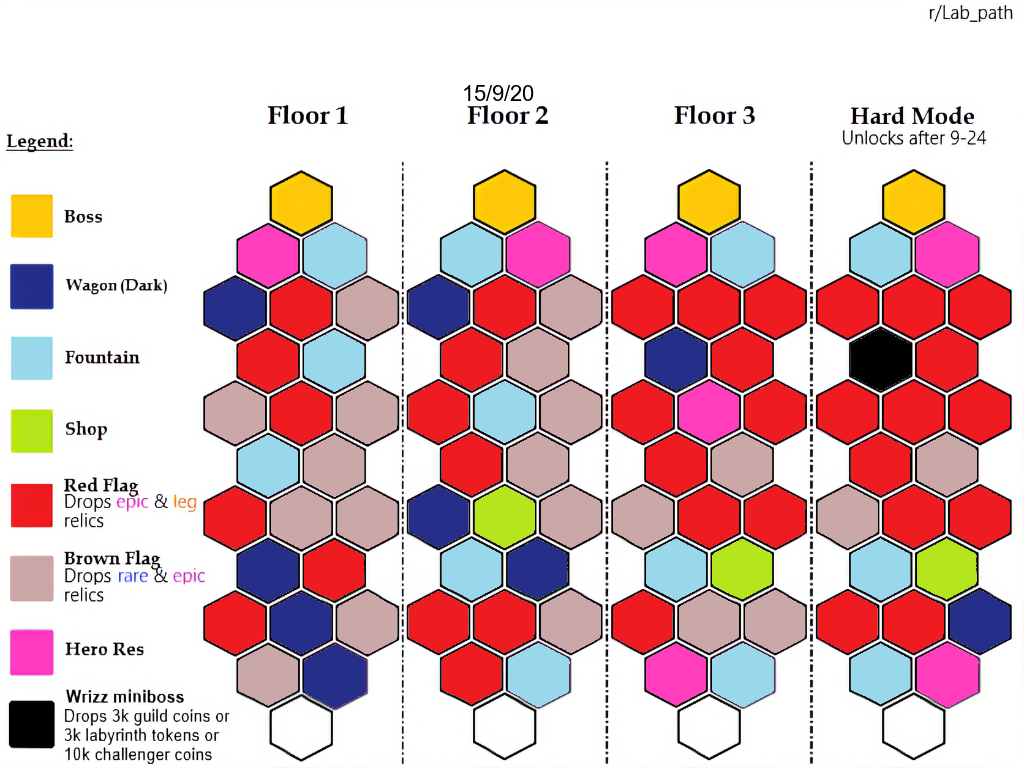 r/Lab_path
15/9/20
Floor 1
Floor 2
Floor 3
Hard Mode
Unlocks after 9-24
Legend:
Boss
Wagon (Dark)
Fountain
Shop
Red Flag
Drops epic & leg
relics
Brown Flag
Drops rare & epic
relics
Hero Res
Wrizz miniboss
Drops 3k guild coins or
3k labyrinth tokens or
10k challenger coins